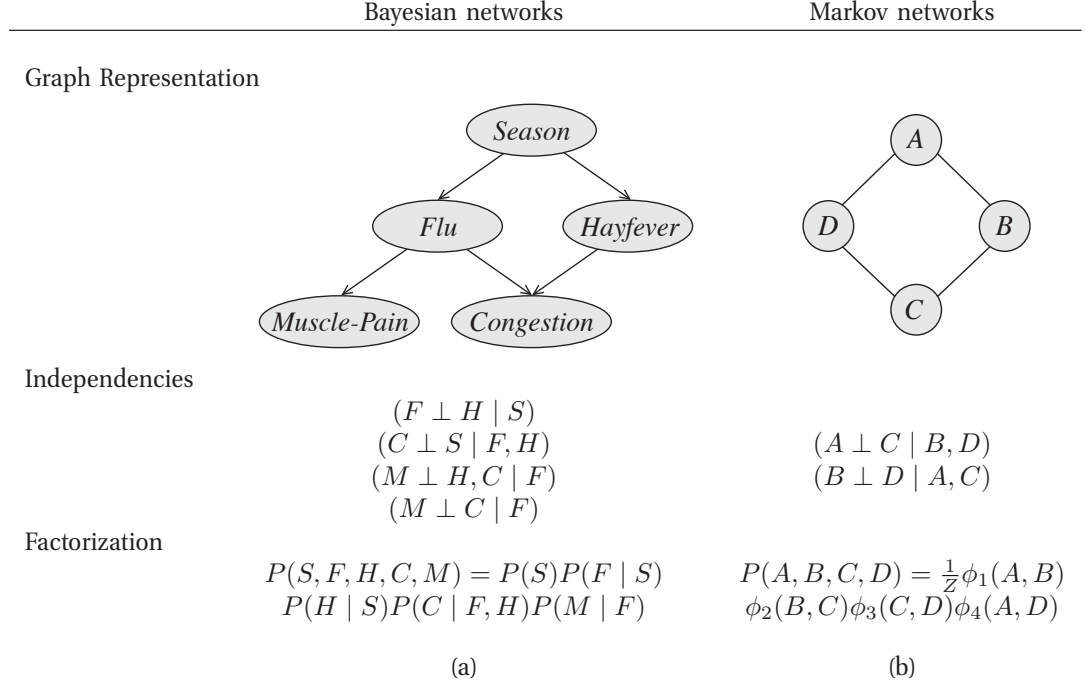 Bayesian networks Markov networks
Graph Representation
Season
A
Flu Hayfever
D B
Muscle-Pain Congestion
C
Independencies
(F ⊥ H | S)
(C ⊥ S | F, H) (A ⊥ C | B, D)
(M ⊥ H, C | F) (B ⊥ D | A, C)
(M ⊥ C | F)
Factorization
P(S, F, H, C, M) = P(S)P(F | S) P(A, B, C, D) = 1/Z ϕ₁(A, B)
P(H | S)P(C | F, H)P(M | F) ϕ₂(B, C)ϕ₃(C, D)ϕ₄(A, D)
(a) (b)